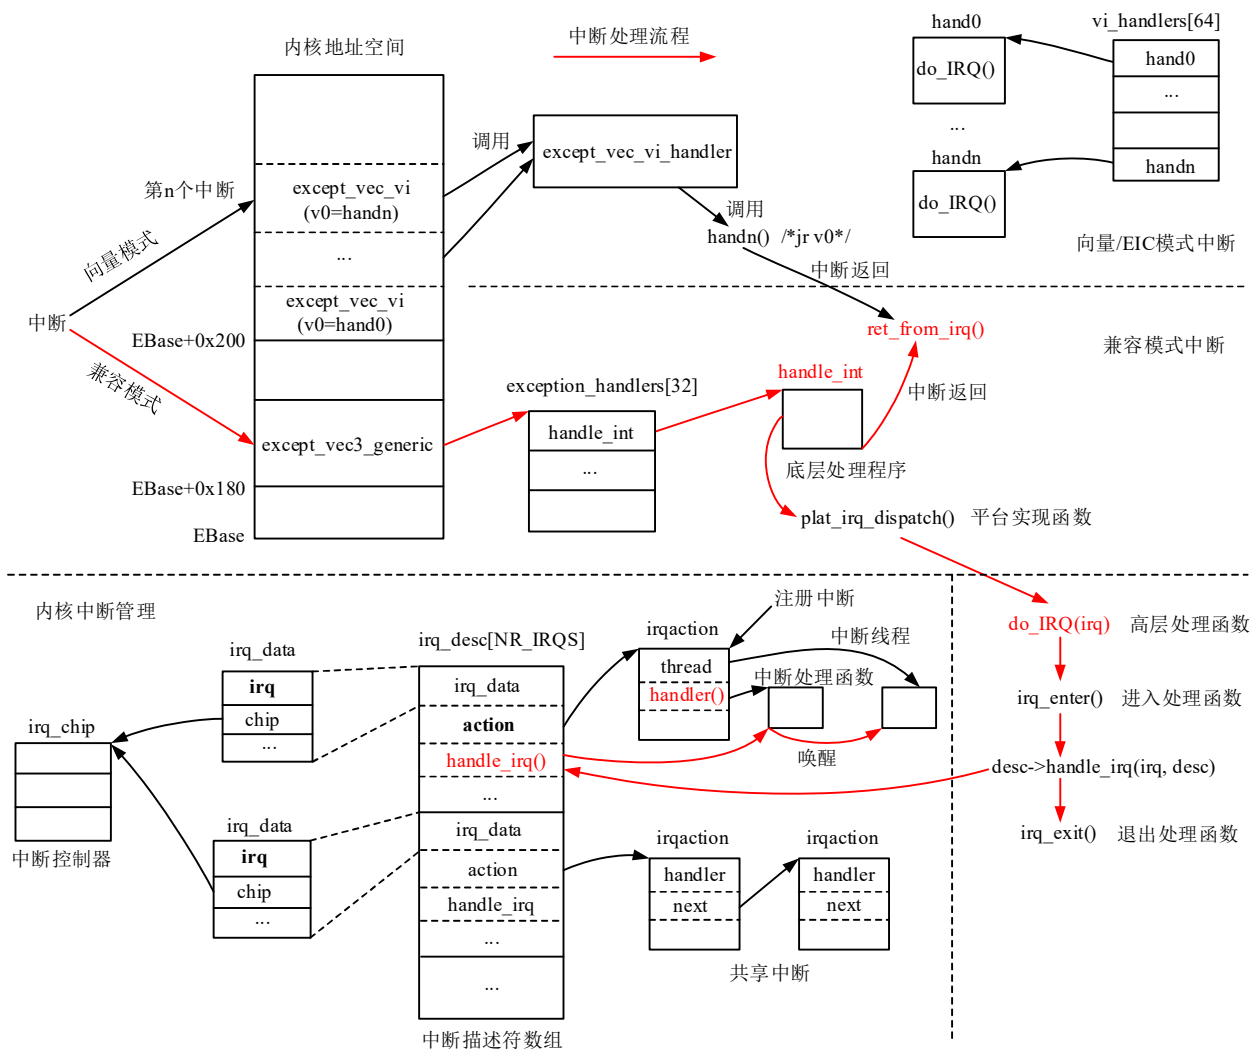 内核地址空间
中断处理流程
hand0
vi_handlers[64]
do_IRQ()
hand0
...
...
handn
handn
do_IRQ()
向量/EIC模式中断
调用
except_vec_vi_handler
第n个中断
except_vec_vi
(v0=handn)
...
except_vec_vi
(v0=hand0)
调用
handn() /*jr v0*/
中断返回
向量模式
中断
兼容模式
EBase+0x200
except_vec3_generic
EBase+0x180
EBase
ret_from_irq()
兼容模式中断
exception_handlers[32]
handle_int
...
handle_int
中断返回
底层处理程序
plat_irq_dispatch() 平台实现函数
内核中断管理
irq_data
irq
chip
...
irq_chip
中断控制器
irq_data
irq
chip
...
irq_desc[NR_IRQS]
irq_data
action
handle_irq()
...
irq_data
action
handle_irq
...
...
中断描述符数组
注册中断
irqaction
thread
handler()
中断线程
中断处理函数
唤醒
irqaction
handler
next
irqaction
handler
next
共享中断
do_IRQ(irq) 高层处理函数
irq_enter() 进入处理函数
desc->handle_irq(irq, desc)
irq_exit() 退出处理函数